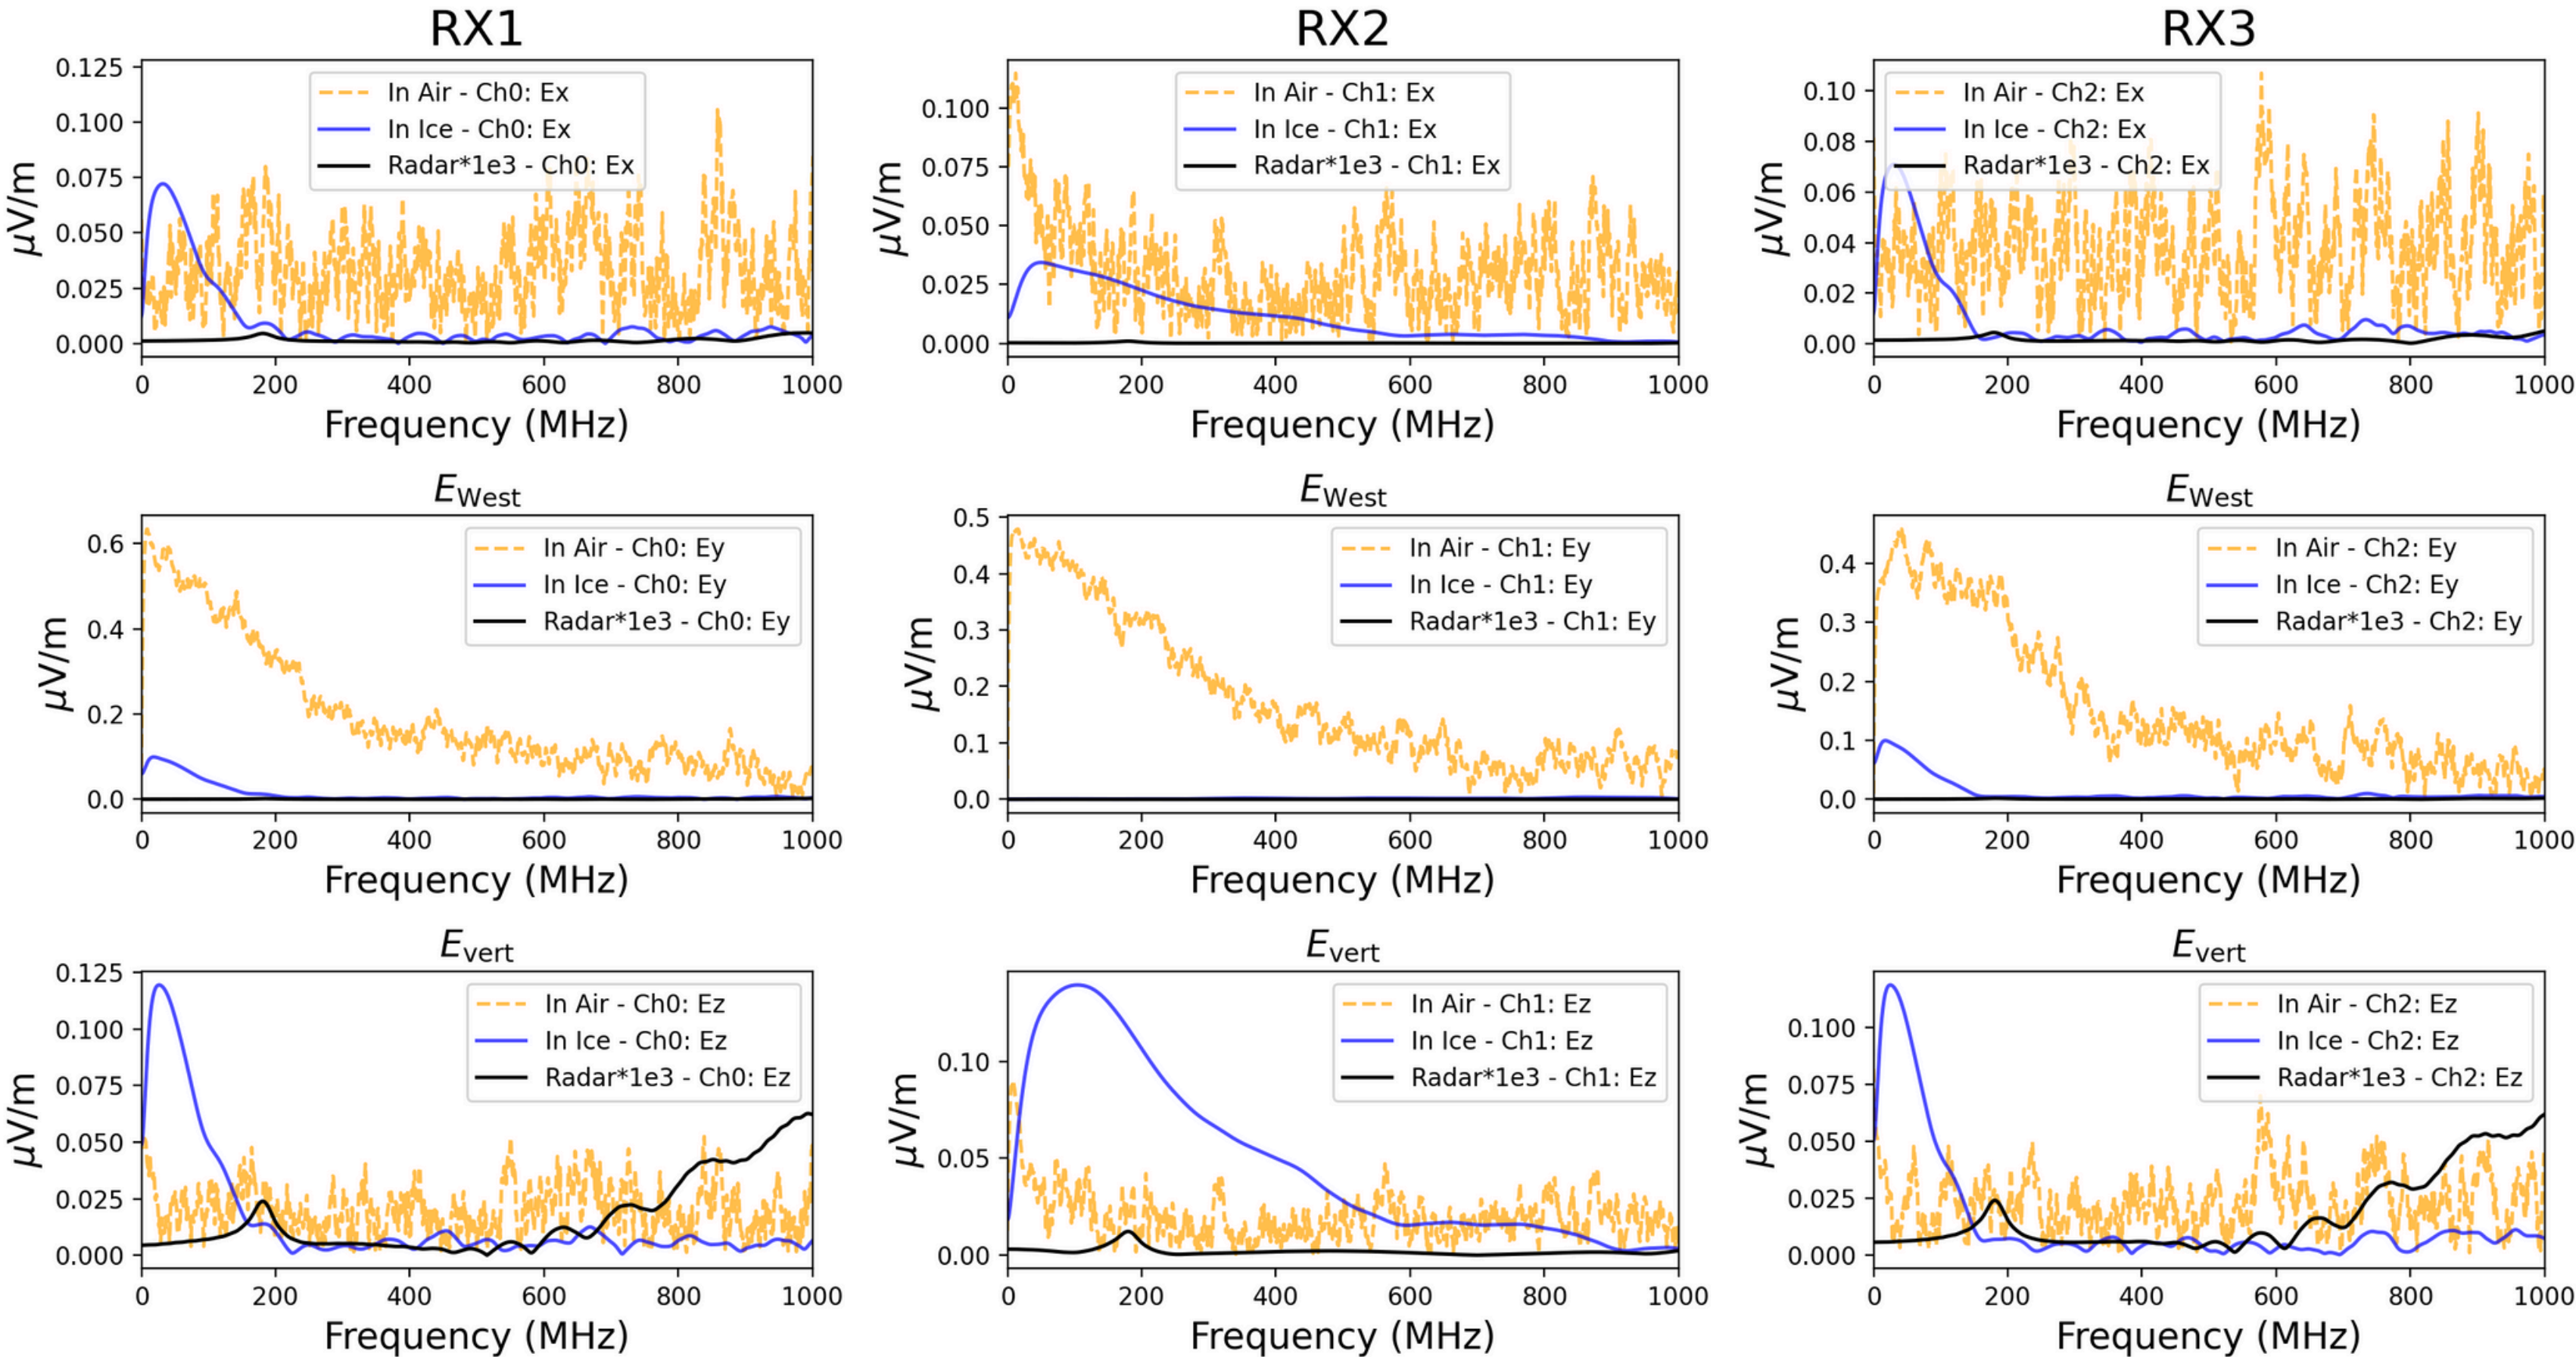 RX1
RX2
RX3
0.125
0.100
0.075
0.050
0.025
0.000
μV/m
In Air - Ch0: Ex
In Ice - Ch0: Ex
Radar*1e3 - Ch0: Ex
0 200 400 600 800 1000
Frequency (MHz)
0.100
0.075
0.050
0.025
0.000
μV/m
In Air - Ch1: Ex
In Ice - Ch1: Ex
Radar*1e3 - Ch1: Ex
0 200 400 600 800 1000
Frequency (MHz)
0.10
0.08
0.06
0.04
0.02
0.00
μV/m
In Air - Ch2: Ex
In Ice - Ch2: Ex
Radar*1e3 - Ch2: Ex
0 200 400 600 800 1000
Frequency (MHz)
EWest
0.6
0.4
0.2
0.0
μV/m
In Air - Ch0: Ey
In Ice - Ch0: Ey
Radar*1e3 - Ch0: Ey
0 200 400 600 800 1000
Frequency (MHz)
EWest
0.5
0.4
0.3
0.2
0.1
0.0
μV/m
In Air - Ch1: Ey
In Ice - Ch1: Ey
Radar*1e3 - Ch1: Ey
0 200 400 600 800 1000
Frequency (MHz)
EWest
0.4
0.3
0.2
0.1
0.0
μV/m
In Air - Ch2: Ey
In Ice - Ch2: Ey
Radar*1e3 - Ch2: Ey
0 200 400 600 800 1000
Frequency (MHz)
Evert
0.125
0.100
0.075
0.050
0.025
0.000
μV/m
In Air - Ch0: Ez
In Ice - Ch0: Ez
Radar*1e3 - Ch0: Ez
0 200 400 600 800 1000
Frequency (MHz)
Evert
0.10
0.05
0.00
μV/m
In Air - Ch1: Ez
In Ice - Ch1: Ez
Radar*1e3 - Ch1: Ez
0 200 400 600 800 1000
Frequency (MHz)
Evert
0.100
0.075
0.050
0.025
0.000
μV/m
In Air - Ch2: Ez
In Ice - Ch2: Ez
Radar*1e3 - Ch2: Ez
0 200 400 600 800 1000
Frequency (MHz)